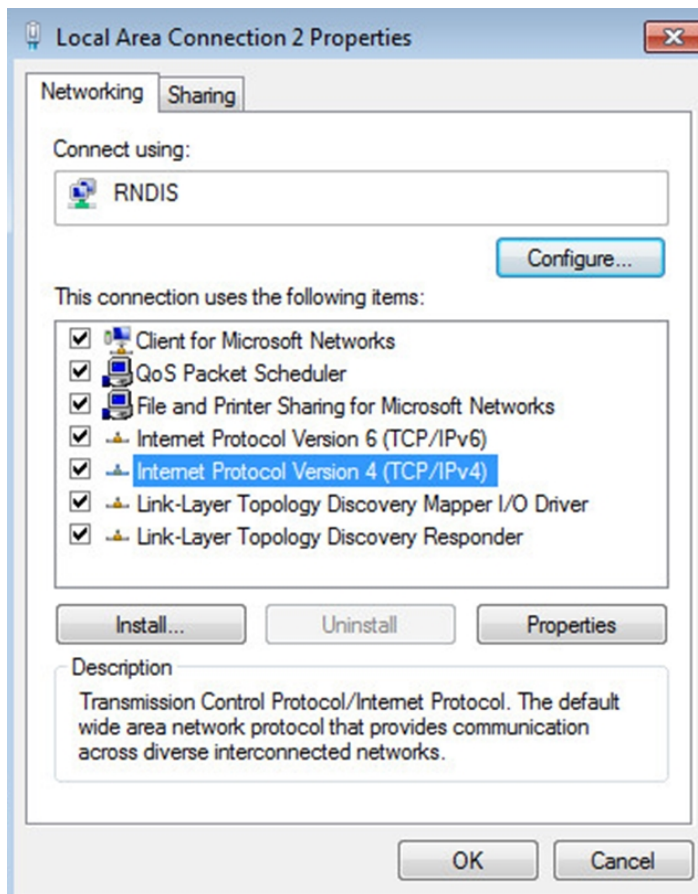 Local Area Connection 2 Properties
Networking
Sharing
Connect using:
RNDIS
Configure...
This connection uses the following items:
Client for Microsoft Networks
QoS Packet Scheduler
File and Printer Sharing for Microsoft Networks
Internet Protocol Version 6 (TCP/IPv6)
Internet Protocol Version 4 (TCP/IPv4)
Link-Layer Topology Discovery Mapper I/O Driver
Link-Layer Topology Discovery Responder
Install...
Uninstall
Properties
Description
Transmission Control Protocol/Internet Protocol. The default
wide area network protocol that provides communication
across diverse interconnected networks.
OK
Cancel